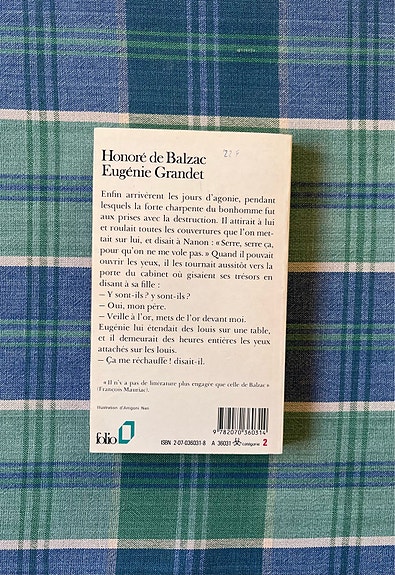 Honoré de Balzac
Eugénie Grandet
Enfin arrivèrent les jours d'agonie, pendant
lesquels la forte charpente du bonhomme fut
aux prises avec la destruction. Il attirait à lui
et roulait toutes les couvertures que l'on met-
tait sur lui, et disait à Nanon : « Serre, serre ça,
pour qu'on ne me vole pas. » Quand il pouvait
ouvrir les yeux, il les tournait aussitôt vers la
porte du cabinet où gisaient ses trésors en
disant à sa fille :
– Y sont-ils ? y sont-ils ?
– Oui, mon père.
– Veille à l'or, mets de l'or devant moi.
Eugénie lui étendait des louis sur une table,
et il demeurait des heures entières les yeux
attachés sur les louis.
– Ça me réchauffe ! disait-il.
« Il n'y a pas de littérature plus engagée que celle de Balzac »
(François Mauriac).
Illustration d'Amigoni Nen
folio
ISBN 2-07-036031-8 A 36031 catégorie 2
9 782070 360314